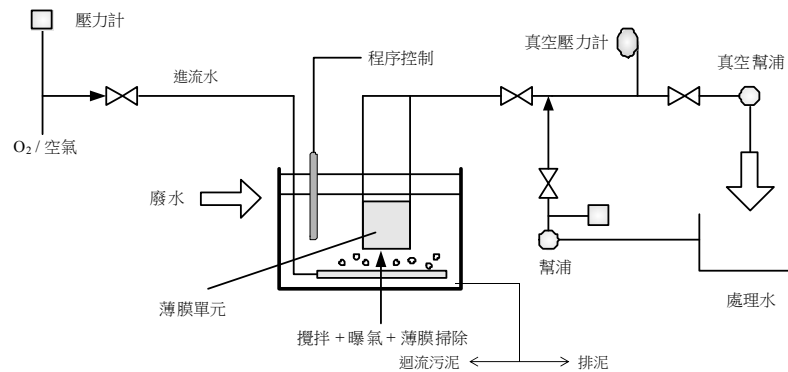 壓力計
真空壓力計
程序控制
真空幫浦
進流水
O₂ / 空氣
廢水
幫浦
薄膜單元
處理水
攪拌 + 曝氣 + 薄膜掃除
迴流污泥
排泥